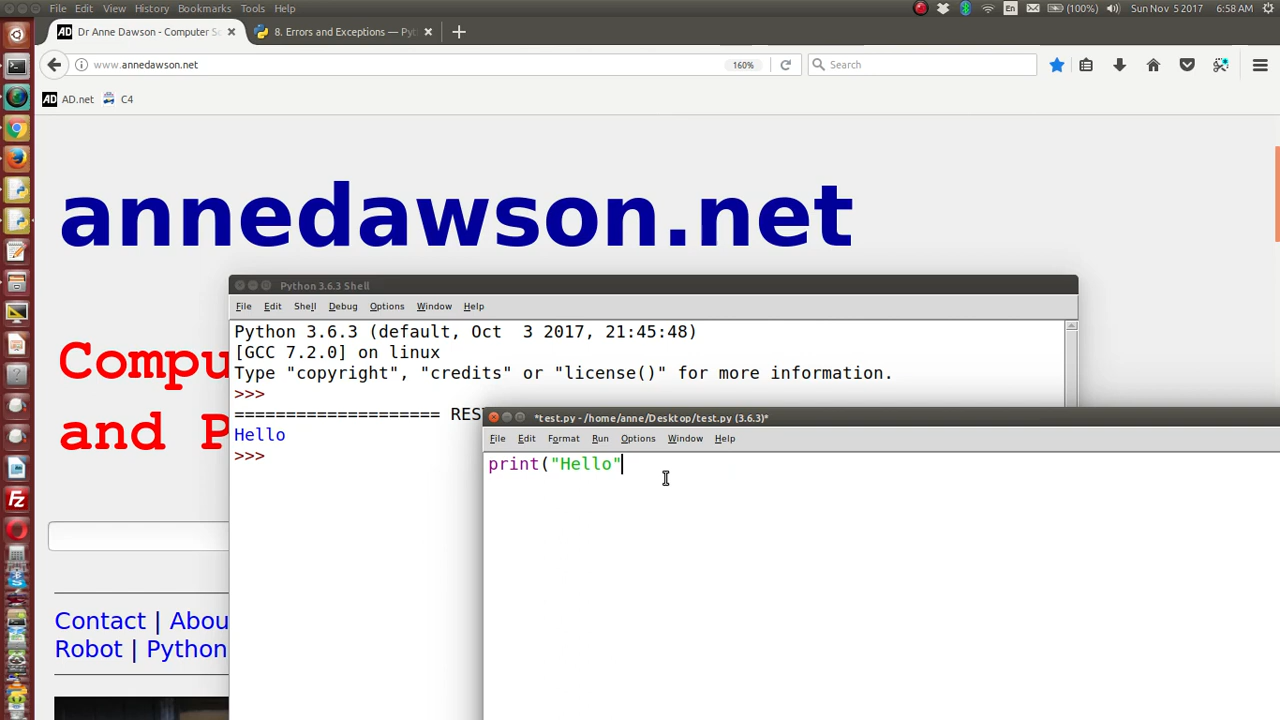 File Edit View History Bookmarks Tools Help
En (100%) Sun Nov 5 2017 6:58 AM
AD Dr Anne Dawson - Computer S
8. Errors and Exceptions — Pyt
www.annedawson.net 160% Search
AD AD.net C4
annedawson.net
Compu
and P
Python 3.6.3 Shell
File Edit Shell Debug Options Window Help
Python 3.6.3 (default, Oct  3 2017, 21:45:48)
[GCC 7.2.0] on linux
Type "copyright", "credits" or "license()" for more information.
>>>
==================== RES
Hello
>>>
*test.py - /home/anne/Desktop/test.py (3.6.3)*
File Edit Format Run Options Window Help
print("Hello"
Contact | Abou
Robot | Python